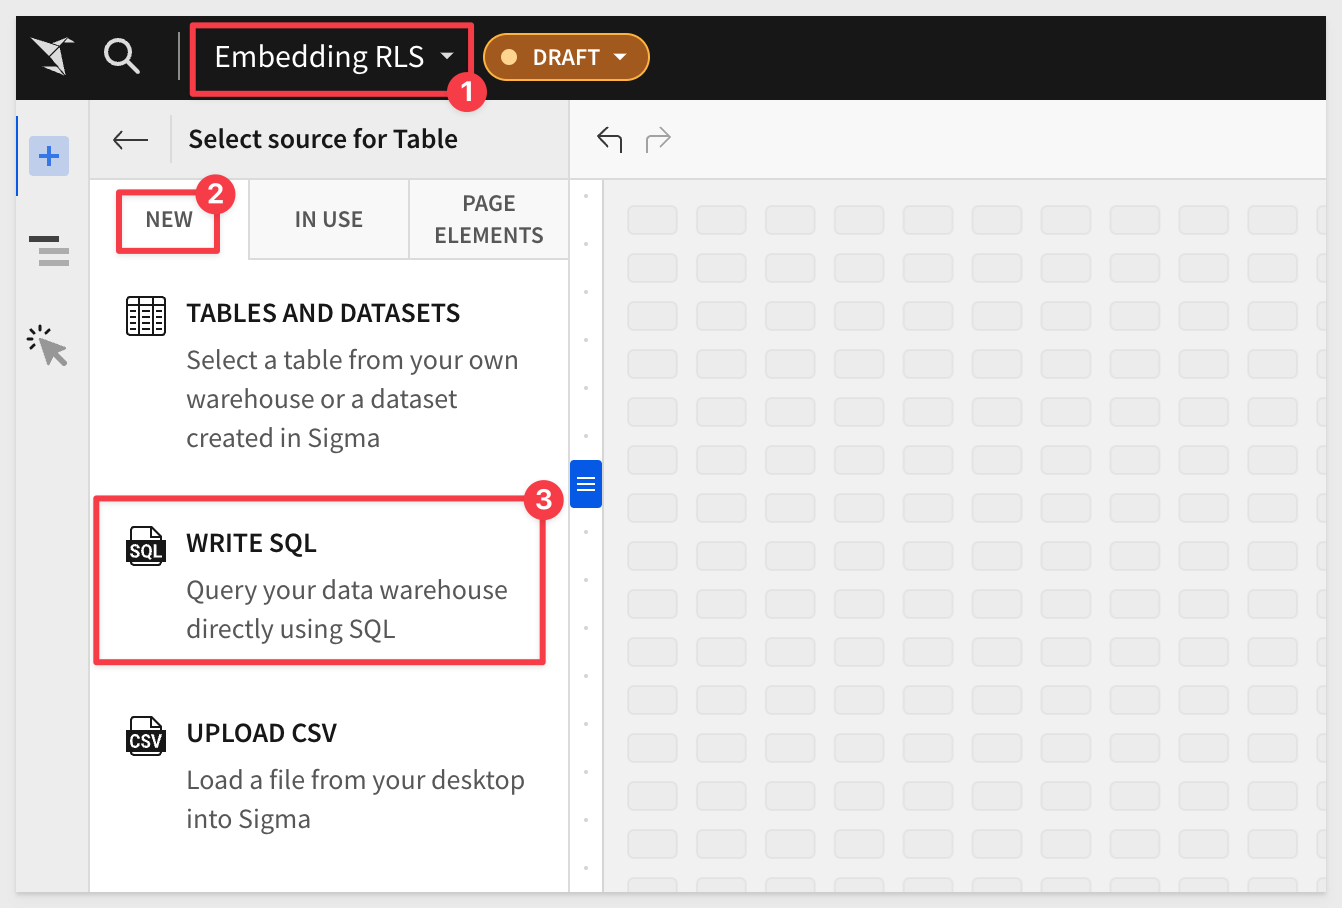 Embedding RLS
DRAFT
1
Select source for Table
2
NEW
IN USE
PAGE
ELEMENTS
TABLES AND DATASETS
Select a table from your own
warehouse or a dataset
created in Sigma
3
SQL
WRITE SQL
Query your data warehouse
directly using SQL
CSV
UPLOAD CSV
Load a file from your desktop
into Sigma